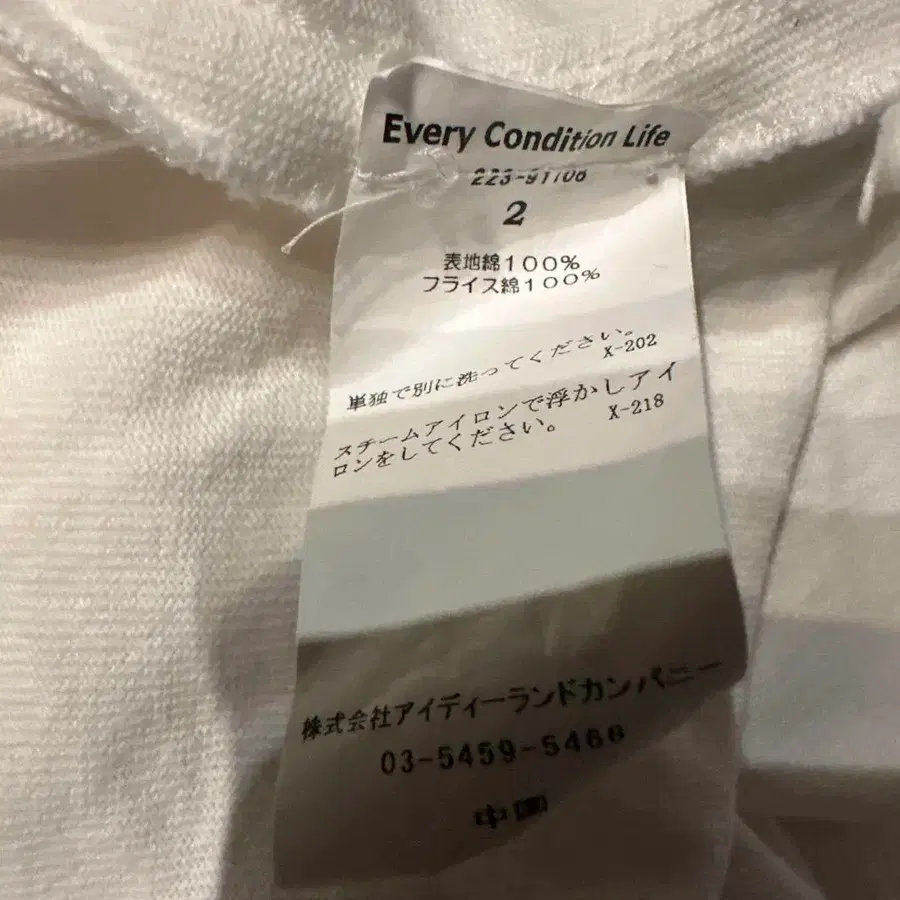 Every Condition Life
223-91708
2
表地綿100%
フライス綿100%
単独で別に洗ってください。
X-202
スチームアイロンで浮かしアイ
ロンをしてください。 X-218
株式会社アイディーランドカンパニー
03-5459-5466
中国